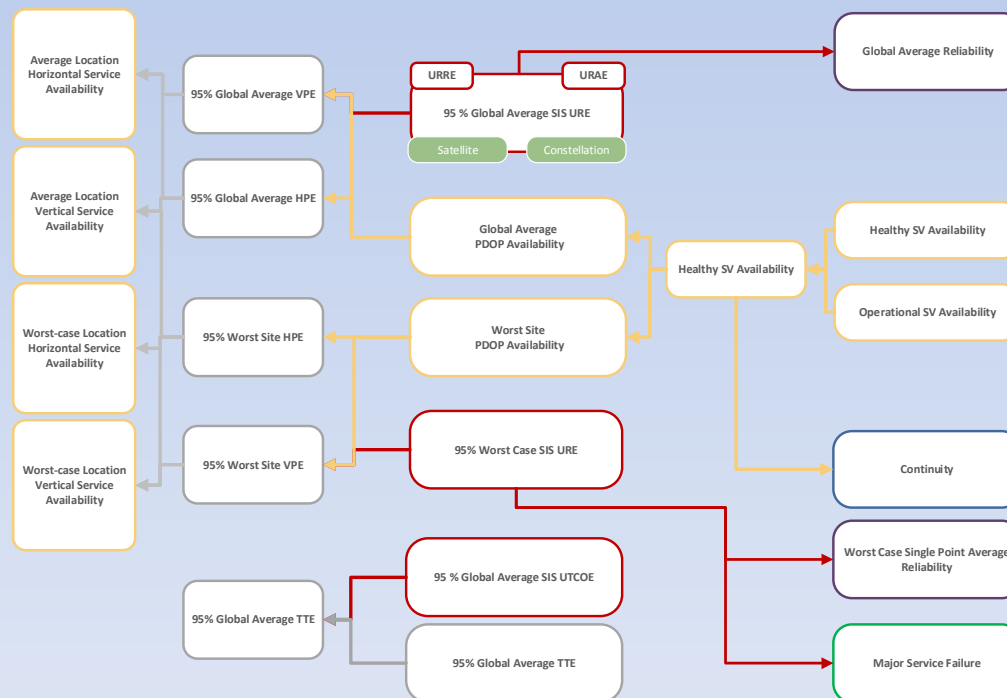 Average Location
Horizontal Service
Availability
Average Location
Vertical Service
Availability
Worst-case Location
Horizontal Service
Availability
Worst-case Location
Vertical Service
Availability
95% Global Average VPE
95% Global Average HPE
95% Worst Site HPE
95% Worst Site VPE
95% Global Average TTE
URRE
URAE
95 % Global Average SIS URE
Satellite
Constellation
Global Average
PDOP Availability
Worst Site
PDOP Availability
95% Worst Case SIS URE
95 % Global Average SIS UTCOE
95% Global Average TTE
Healthy SV Availability
Global Average Reliability
Healthy SV Availability
Operational SV Availability
Continuity
Worst Case Single Point Average
Reliability
Major Service Failure